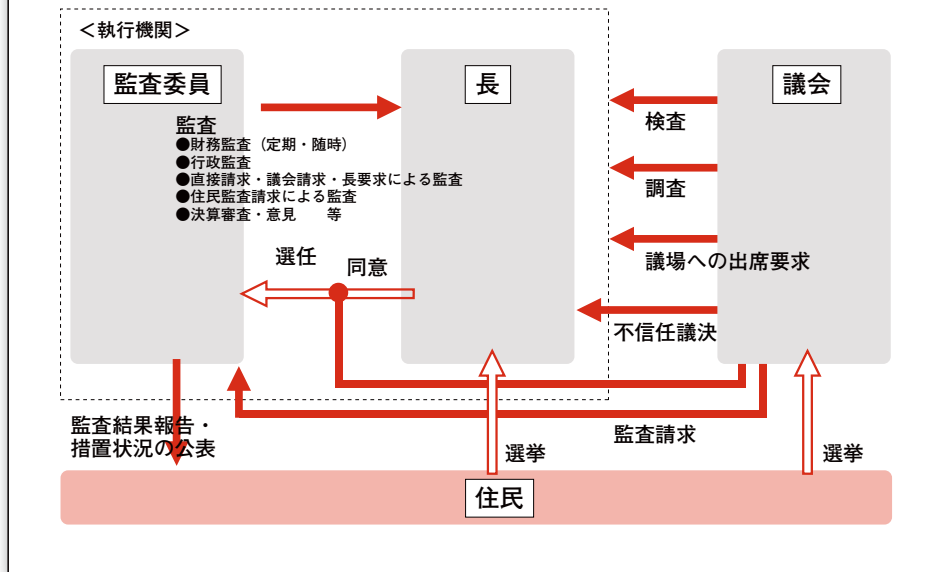 ＜執行機関＞
監査委員
長
議会
監査
●財務監査（定期・随時）
●行政監査
●直接請求・議会請求・長要求による監査
●住民監査請求による監査
●決算審査・意見　　等
検査
調査
議場への出席要求
不信任議決
選任
同意
監査請求
監査結果報告・
措置状況の公表
選挙
選挙
住民